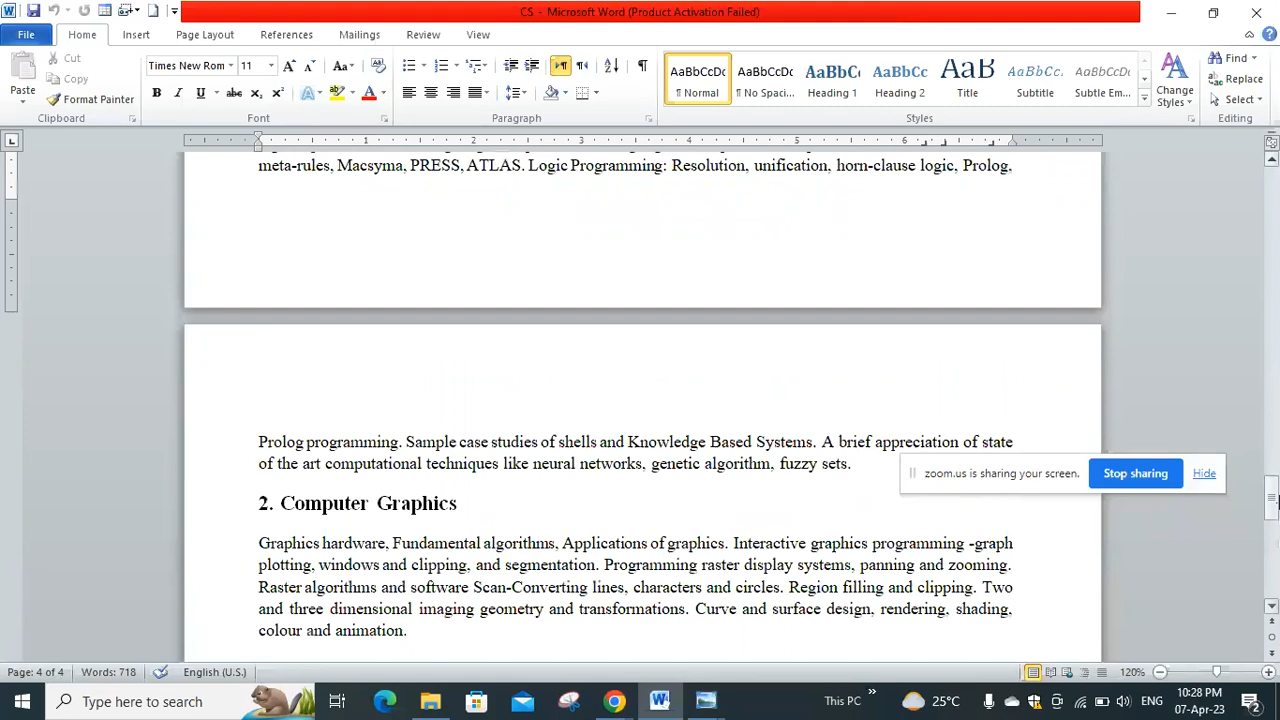 CS - Microsoft Word (Product Activation Failed)
File Home Insert Page Layout References Mailings Review View
Paste
Cut
Copy
Format Painter
Clipboard
Times New Rom 11
Font
Paragraph
AaBbCcDc
¶ Normal
AaBbCcDc
¶ No Spaci...
AaBbC(
Heading 1
AaBbCc
Heading 2
AaB
Title
AaBbCc.
Subtitle
AaBbCcDc
Subtle Em...
Change
Styles
Styles
Find
Replace
Select
Editing
1 2 3 4 5 6
meta-rules, Macsyma, PRESS, ATLAS. Logic Programming: Resolution, unification, horn-clause logic, Prolog,
Prolog programming. Sample case studies of shells and Knowledge Based Systems. A brief appreciation of state
of the art computational techniques like neural networks, genetic algorithm, fuzzy sets.
zoom.us is sharing your screen. Stop sharing Hide
2. Computer Graphics
Graphics hardware, Fundamental algorithms, Applications of graphics. Interactive graphics programming -graph
plotting, windows and clipping, and segmentation. Programming raster display systems, panning and zooming.
Raster algorithms and software Scan-Converting lines, characters and circles. Region filling and clipping. Two
and three dimensional imaging geometry and transformations. Curve and surface design, rendering, shading,
colour and animation.
Page: 4 of 4 Words: 718 English (U.S.) 120%
Type here to search This PC 25°C ENG 10:28 PM
07-Apr-23
2